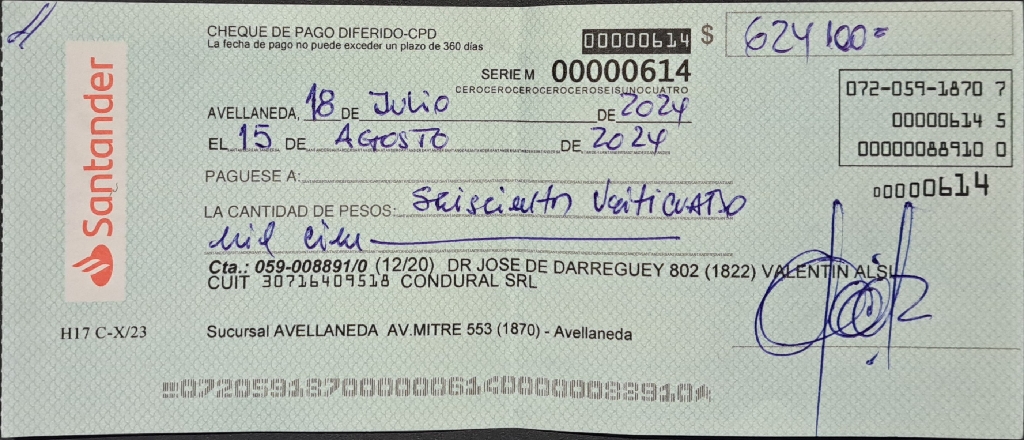 CHEQUE DE PAGO DIFERIDO-CPD
La fecha de pago no puede exceder un plazo de 360 días
00000614 $ 624100=
SERIE M 00000614
CEROCEROCEROCEROCEROSEISUNOCUATRO
AVELLANEDA, 18 DE Julio DE 2024
EL 15 DE AGOSTO DE 2024
PAGUESE A:
LA CANTIDAD DE PESOS: Seiscientos Veiticuatro
mil cien
072-059-1870 7
00000614 5
00000088910 0
00000614
Santander
Cta.: 059-008891/0 (12/20) DR JOSE DE DARREGUEY 802 (1822) VALENTIN ALSI
CUIT 30716409518 CONDURAL SRL
H17 C-X/23
Sucursal AVELLANEDA AV.MITRE 553 (1870) - Avellaneda